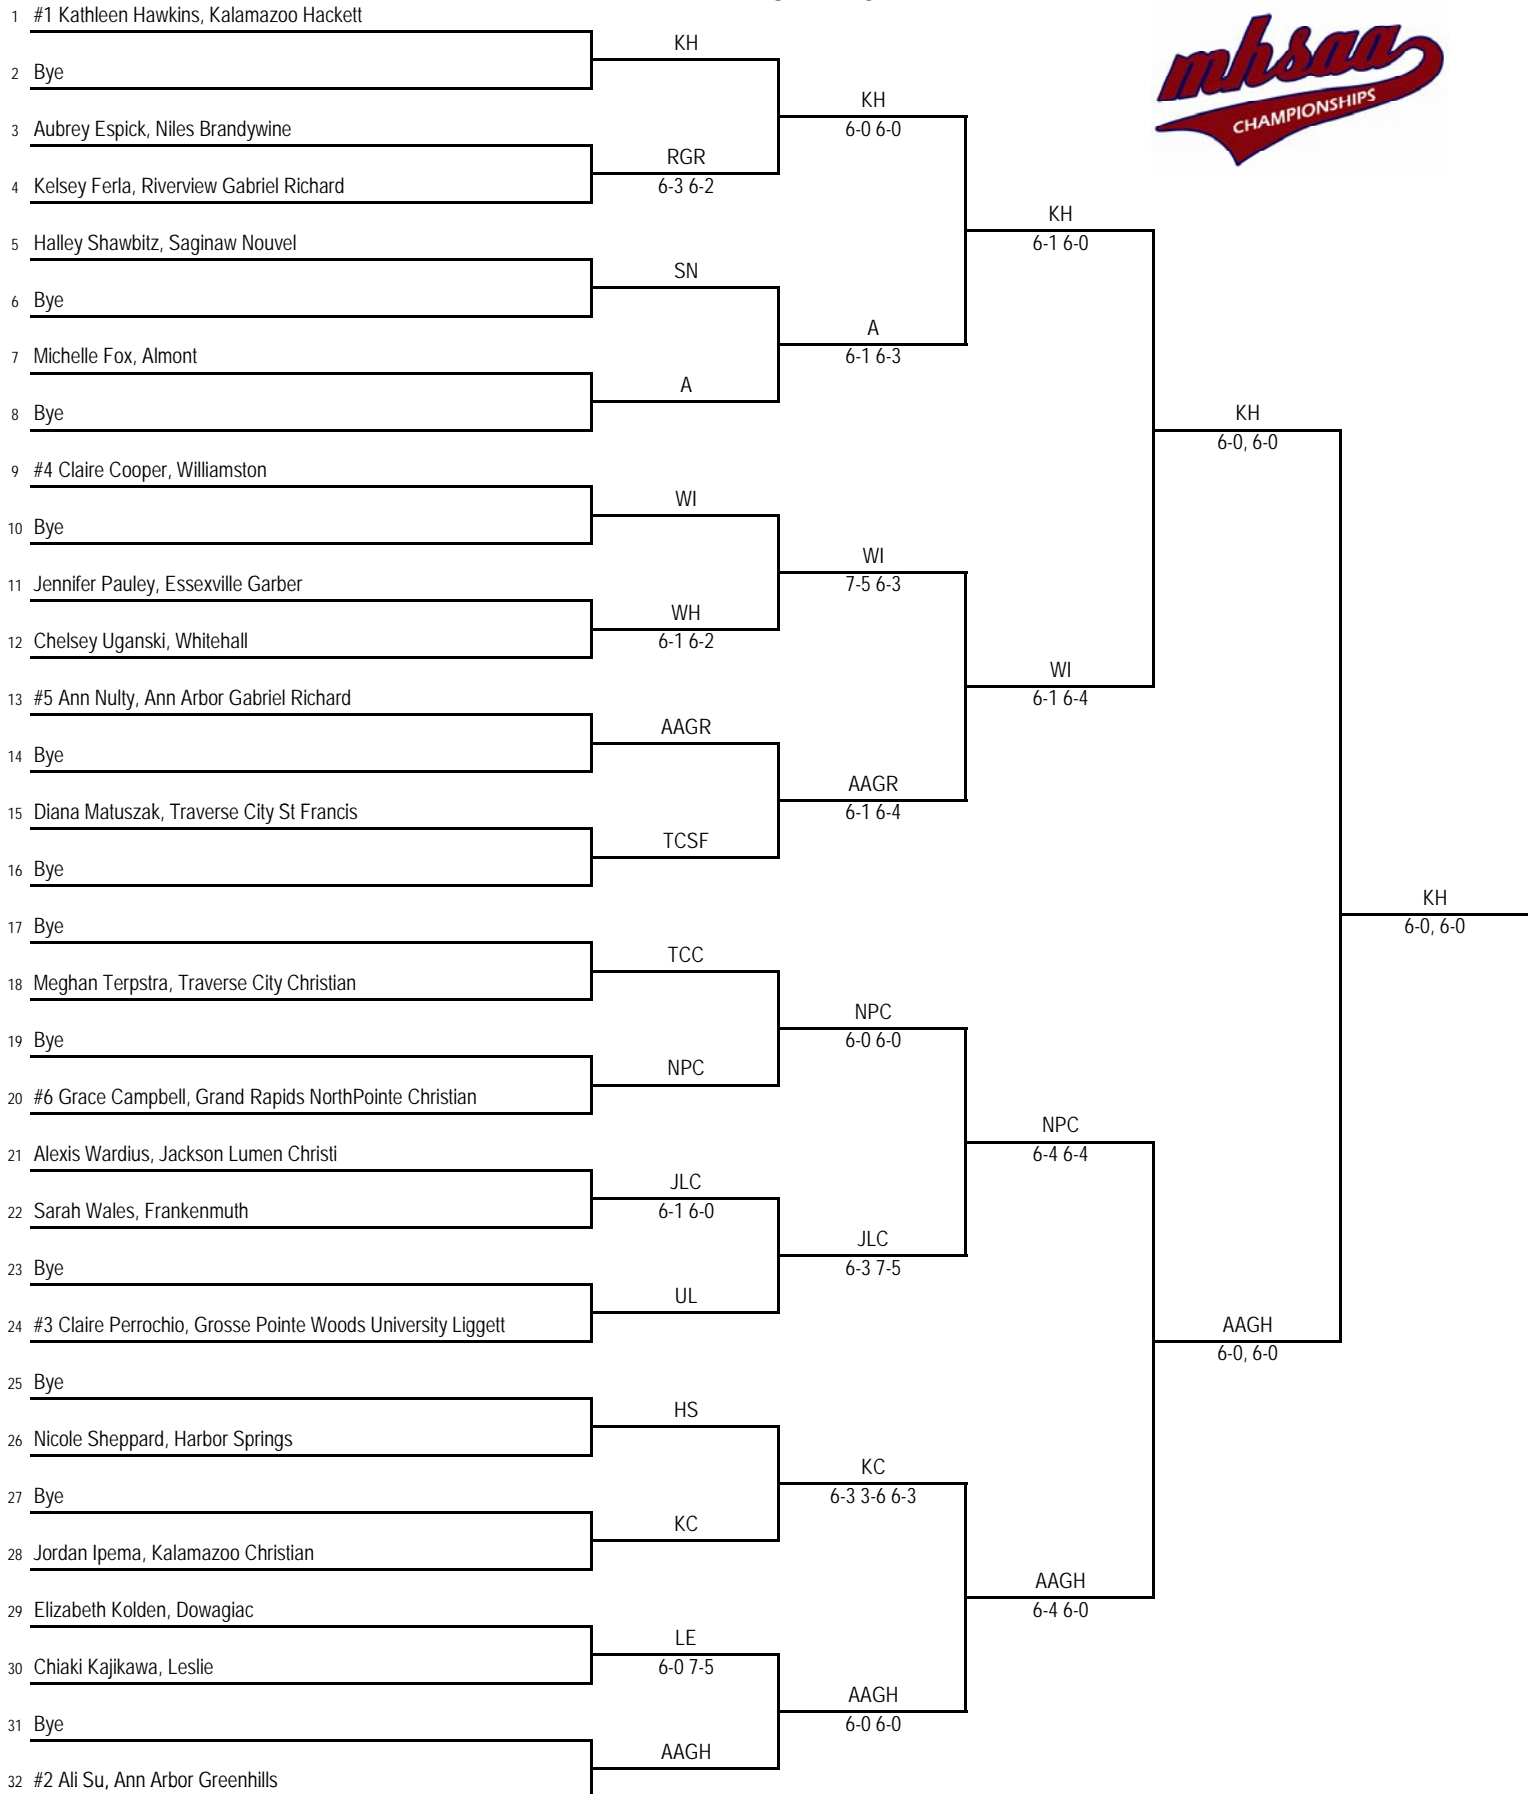 1 #1 Kathleen Hawkins, Kalamazoo Hackett
KH
2 Bye
KH
6-0 6-0
3 Aubrey Espick, Niles Brandywine
RGR
6-3 6-2
4 Kelsey Ferla, Riverview Gabriel Richard
KH
6-1 6-0
5 Halley Shawbitz, Saginaw Nouvel
SN
6 Bye
A
6-1 6-3
7 Michelle Fox, Almont
A
8 Bye
KH
6-0, 6-0
9 #4 Claire Cooper, Williamston
WI
10 Bye
WI
7-5 6-3
11 Jennifer Pauley, Essexville Garber
WH
6-1 6-2
12 Chelsey Uganski, Whitehall
WI
6-1 6-4
13 #5 Ann Nulty, Ann Arbor Gabriel Richard
AAGR
14 Bye
AAGR
6-1 6-4
15 Diana Matuszak, Traverse City St Francis
TCSF
16 Bye
KH
6-0, 6-0
17 Bye
TCC
18 Meghan Terpstra, Traverse City Christian
NPC
6-0 6-0
19 Bye
NPC
20 #6 Grace Campbell, Grand Rapids NorthPointe Christian
NPC
6-4 6-4
21 Alexis Wardius, Jackson Lumen Christi
JLC
6-1 6-0
22 Sarah Wales, Frankenmuth
JLC
6-3 7-5
23 Bye
UL
24 #3 Claire Perrochio, Grosse Pointe Woods University Liggett
AAGH
6-0, 6-0
25 Bye
HS
26 Nicole Sheppard, Harbor Springs
KC
6-3 3-6 6-3
27 Bye
KC
28 Jordan Ipema, Kalamazoo Christian
AAGH
6-4 6-0
29 Elizabeth Kolden, Dowagiac
LE
6-0 7-5
30 Chiaki Kajikawa, Leslie
AAGH
6-0 6-0
31 Bye
AAGH
32 #2 Ali Su, Ann Arbor Greenhills
mhsaa
CHAMPIONSHIPS